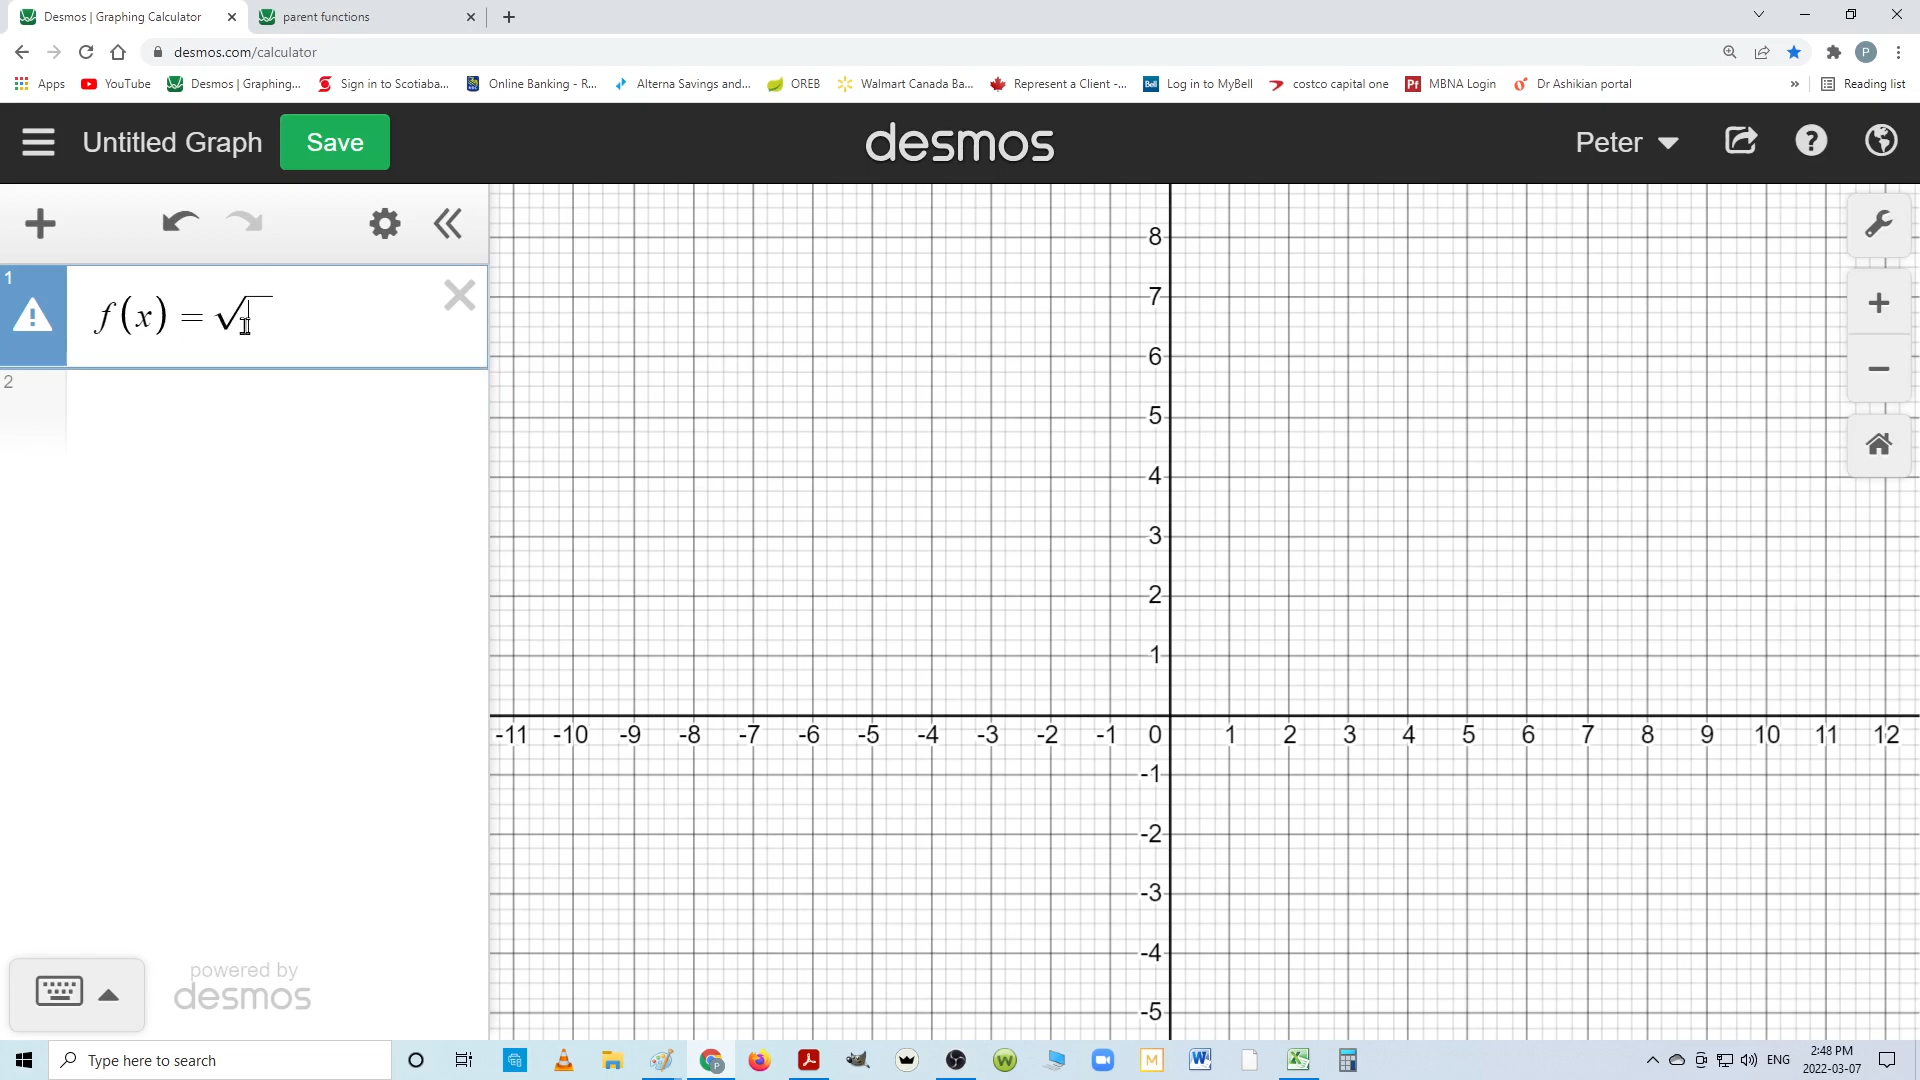 Desmos | Graphing Calculator
parent functions
desmos.com/calculator
P
Apps YouTube Desmos | Graphing... Sign in to Scotiaba... Online Banking - R... Alterna Savings and... OREB Walmart Canada Ba... Represent a Client -... Bell Log in to MyBell costco capital one Pf MBNA Login Dr Ashikian portal » Reading list
Untitled Graph Save desmos Peter
1
f(x) = √
2
8
7
6
5
4
3
2
1
-11 -10 -9 -8 -7 -6 -5 -4 -3 -2 -1 0 1 2 3 4 5 6 7 8 9 10 11 12
-1
-2
-3
-4
-5
powered by
desmos
Type here to search
ENG
2:48 PM
2022-03-07